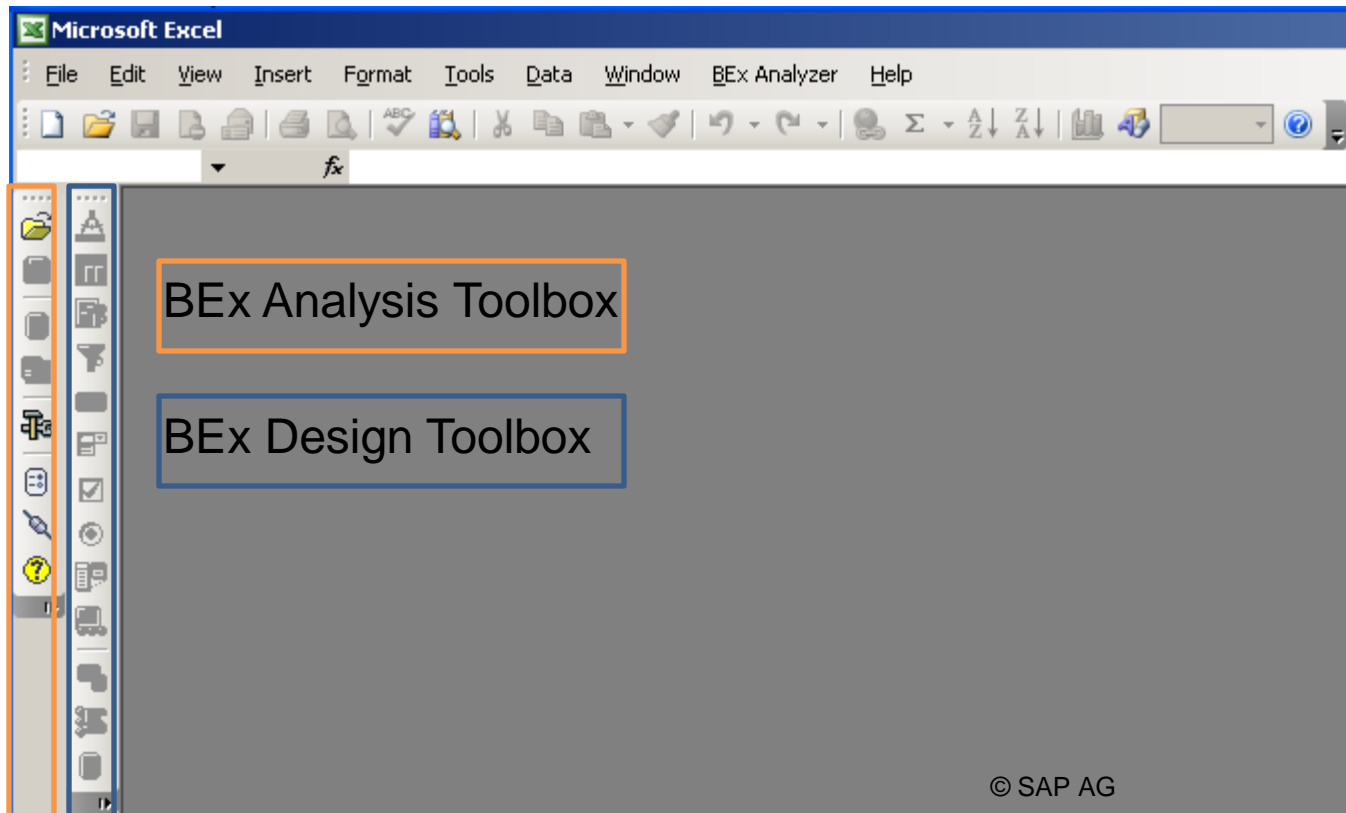 Microsoft Excel
File Edit View Insert Format Tools Data Window BEx Analyzer Help
ABC Σ A Z Z A ?
fx
BEx Analysis Toolbox
BEx Design Toolbox
?
© SAP AG